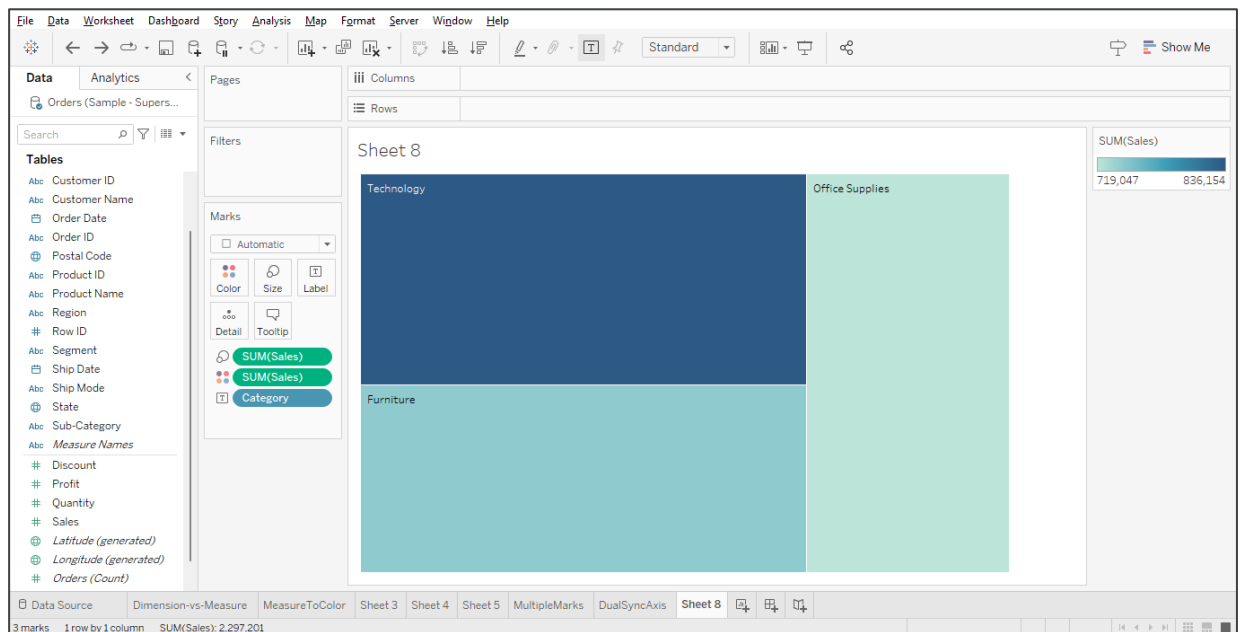 File Data Worksheet Dashboard Story Analysis Map Format Server Window Help
Standard
Show Me
Data Analytics
Pages
iii Columns
Rows
Orders (Sample - Supers...
Search
Tables
Abc Customer ID
Abc Customer Name
Order Date
Abc Order ID
Postal Code
Abc Product ID
Abc Product Name
Abc Region
# Row ID
Abc Segment
Ship Date
Abc Ship Mode
State
Abc Sub-Category
Abc Measure Names
# Discount
# Profit
# Quantity
# Sales
Latitude (generated)
Longitude (generated)
# Orders (Count)
Filters
Marks
Automatic
Color Size Label
Detail Tooltip
SUM(Sales)
SUM(Sales)
Category
Sheet 8
Technology
Office Supplies
Furniture
SUM(Sales)
719,047 836,154
Data Source Dimension-vs-Measure MeasureToColor Sheet 3 Sheet 4 Sheet 5 MultipleMarks DualSyncAxis Sheet 8
3 marks 1 row by 1 column SUM(Sales): 2,297,201